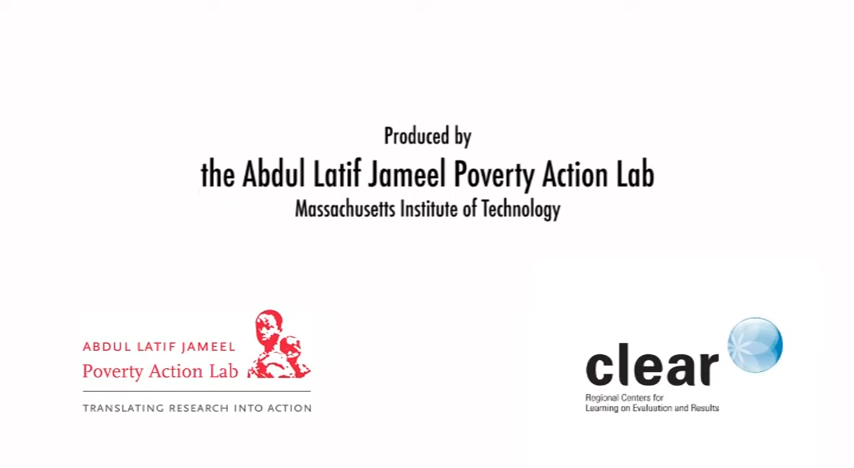 Produced by
the Abdul Latif Jameel Poverty Action Lab
Massachusetts Institute of Technology
ABDUL LATIF JAMEEL
Poverty Action Lab
TRANSLATING RESEARCH INTO ACTION
clear
Regional Centers for
Learning on Evaluation and Results